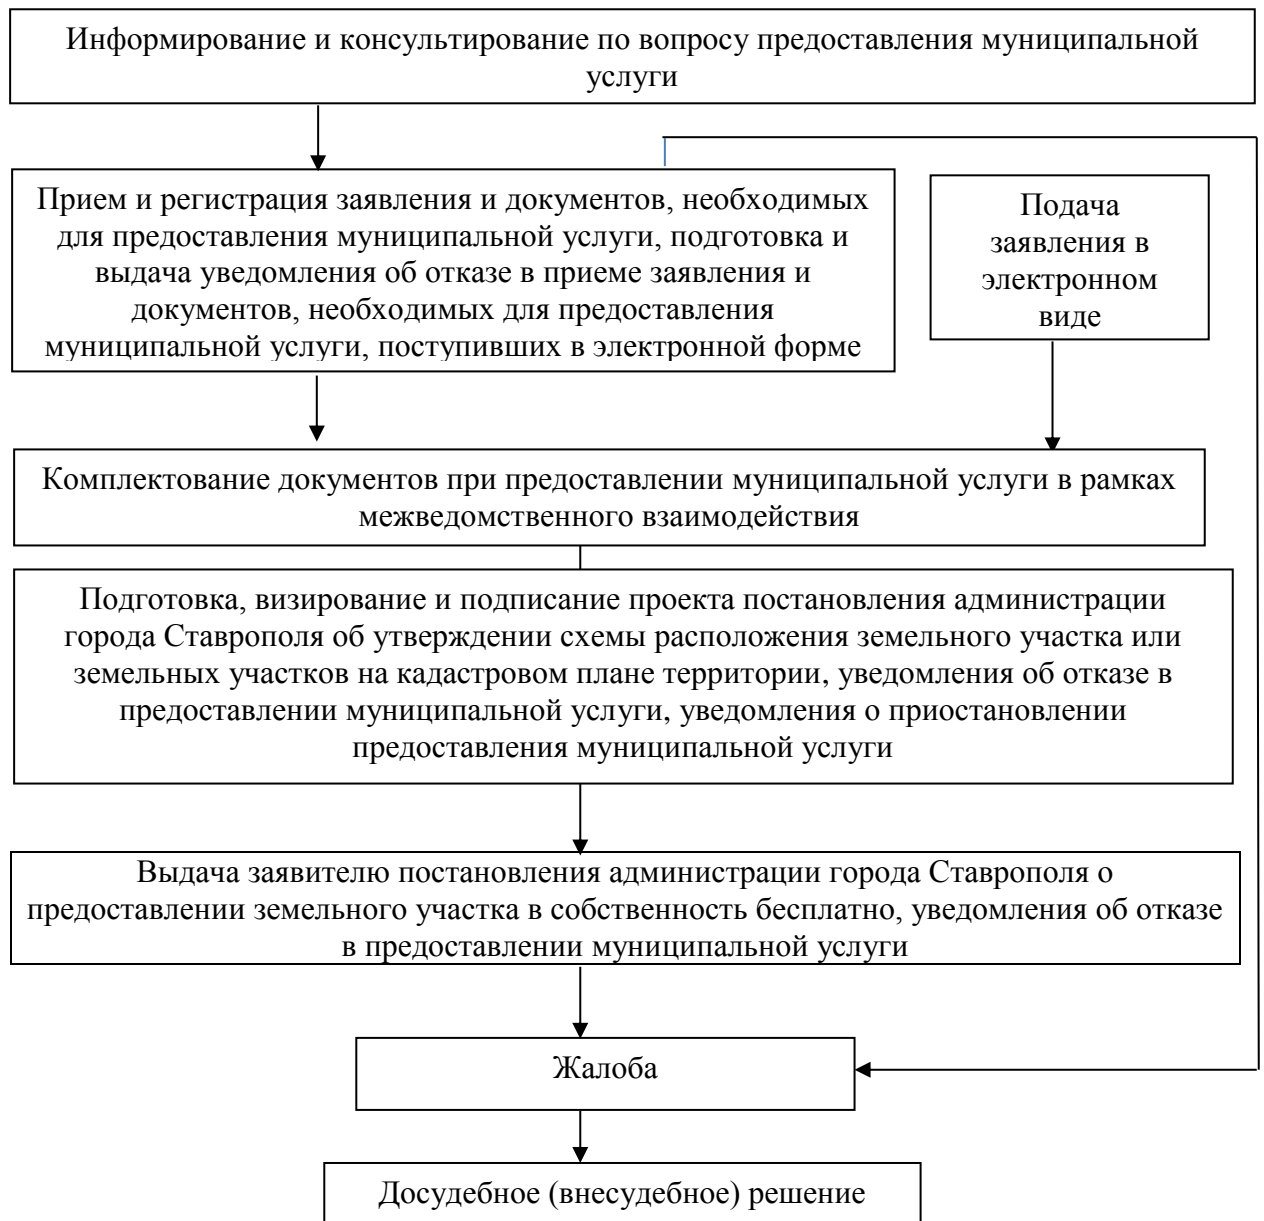 Информирование и консультирование по вопросу предоставления муниципальной
услуги
Прием и регистрация заявления и документов, необходимых
для предоставления муниципальной услуги, подготовка и
выдача уведомления об отказе в приеме заявления и
документов, необходимых для предоставления
муниципальной услуги, поступивших в электронной форме
Подача
заявления в
электронном
виде
Комплектование документов при предоставлении муниципальной услуги в рамках
межведомственного взаимодействия
Подготовка, визирование и подписание проекта постановления администрации
города Ставрополя об утверждении схемы расположения земельного участка или
земельных участков на кадастровом плане территории, уведомления об отказе в
предоставлении муниципальной услуги, уведомления о приостановлении
предоставления муниципальной услуги
Выдача заявителю постановления администрации города Ставрополя о
предоставлении земельного участка в собственность бесплатно, уведомления об отказе
в предоставлении муниципальной услуги
Жалоба
Досудебное (внесудебное) решение